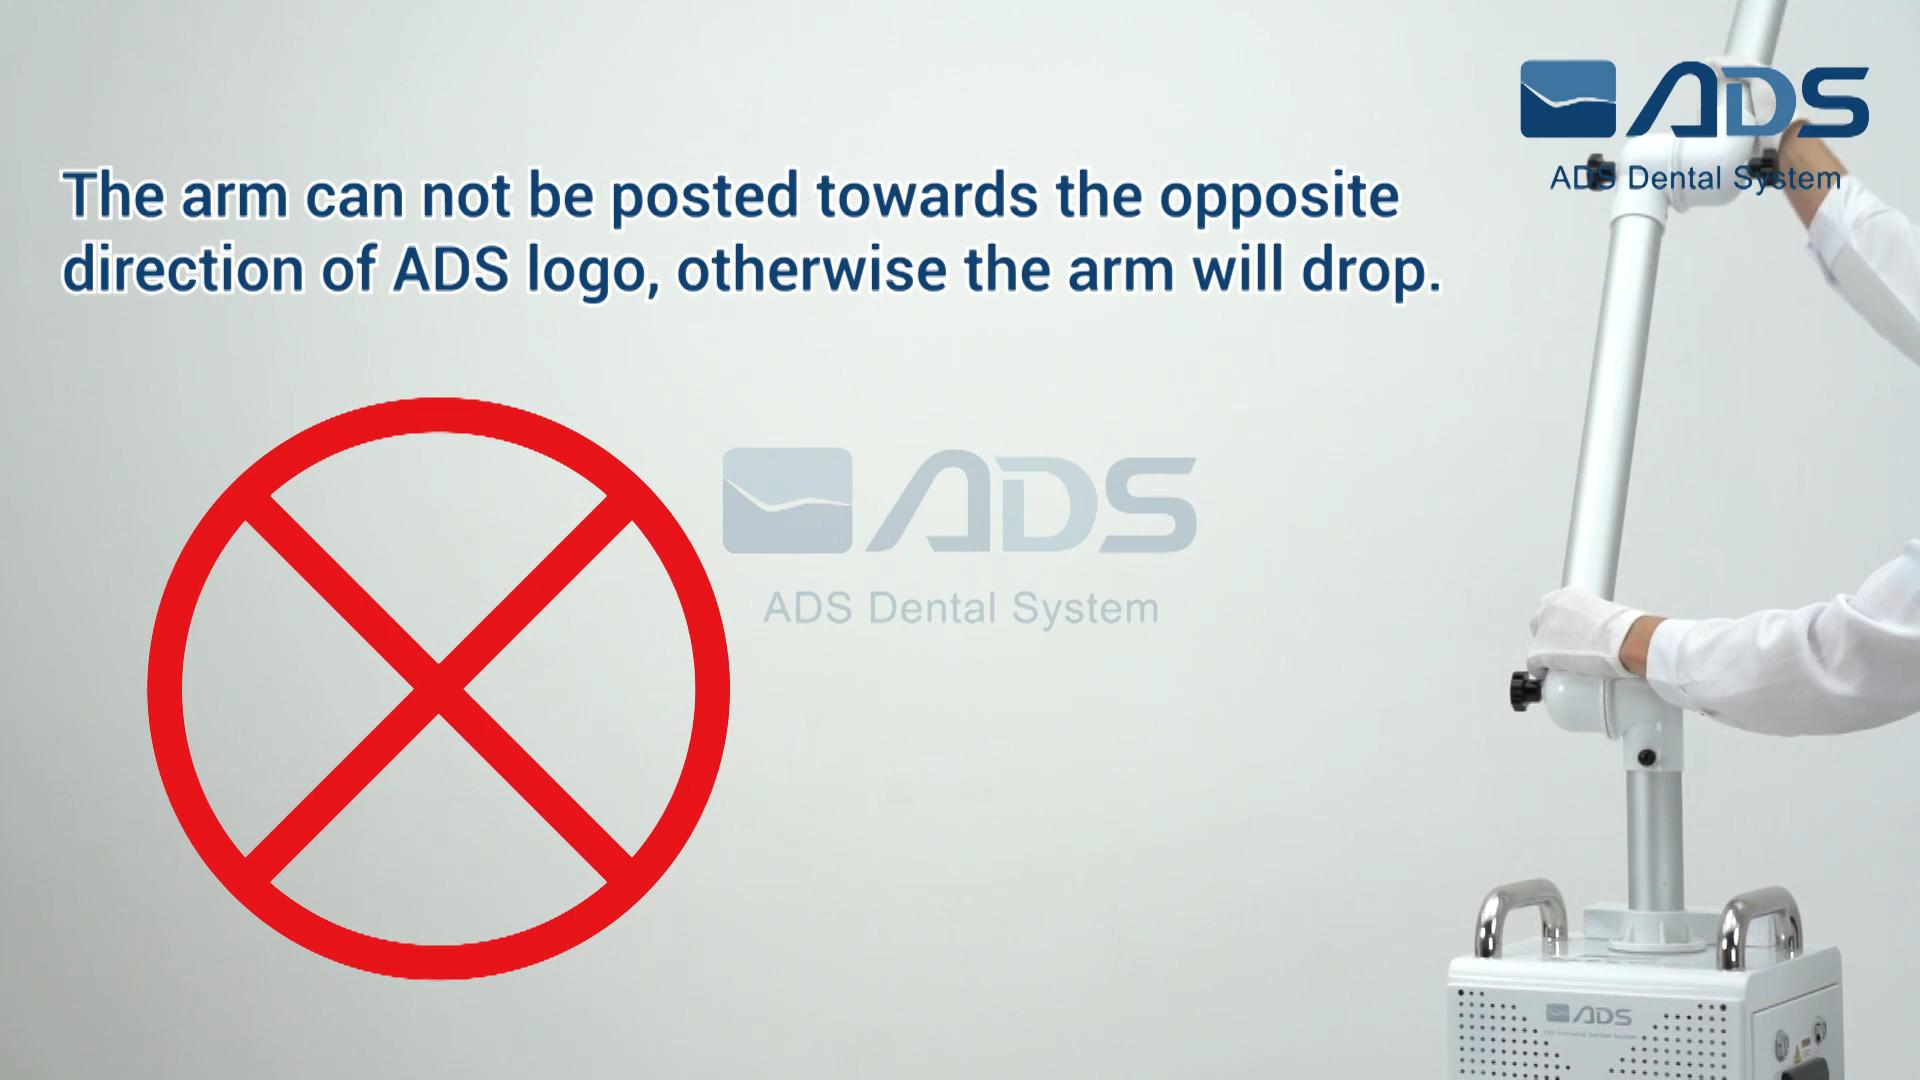 ADS
ADS Dental System
The arm can not be posted towards the opposite
direction of ADS logo, otherwise the arm will drop.
ADS
ADS Dental System
ADS